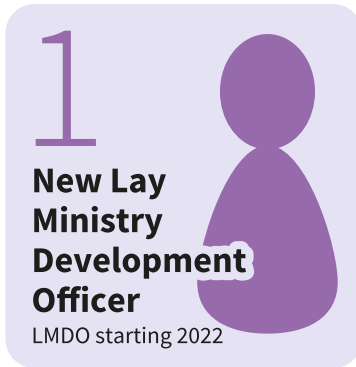 1
New Lay
Ministry
Development
Officer
LMDO starting 2022